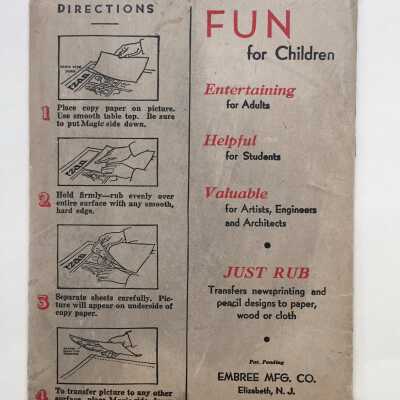 DIRECTIONS
1 Place copy paper on picture.
Use smooth table top. Be sure
to put Magic side down.
2 Hold firmly—rub evenly over
entire surface with any smooth,
hard edge.
3 Separate sheets carefully. Pic-
ture will appear on underside of
copy paper.
4 To transfer picture to any other
FUN
for Children
Entertaining
for Adults
Helpful
for Students
Valuable
for Artists, Engineers
and Architects
JUST RUB
Transfers newsprinting and
pencil designs to paper,
wood or cloth
Pat. Pending
EMBREE MFG. CO.
Elizabeth, N. J.